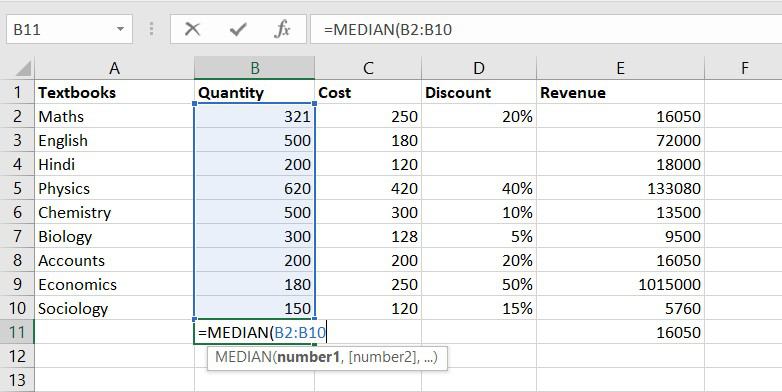 B11 fx =MEDIAN(B2:B10
A B C D E F
1 Textbooks Quantity Cost Discount Revenue
2 Maths 321 250 20% 16050
3 English 500 180 72000
4 Hindi 200 120 18000
5 Physics 620 420 40% 133080
6 Chemistry 500 300 10% 13500
7 Biology 300 128 5% 9500
8 Accounts 200 200 20% 16050
9 Economics 180 250 50% 1015000
10 Sociology 150 120 15% 5760
11 =MEDIAN(B2:B10 16050
12 MEDIAN(number1, [number2], ...)
13